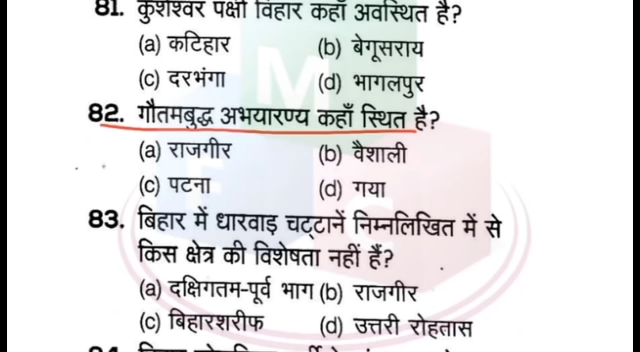 81. कुशेश्वर पक्षी विहार कहाँ अवस्थित है?
(a) कटिहार (b) बेगूसराय
(c) दरभंगा (d) भागलपुर
82. गौतमबुद्ध अभयारण्य कहाँ स्थित है?
(a) राजगीर (b) वैशाली
(c) पटना (d) गया
83. बिहार में धारवाड़ चट्टानें निम्नलिखित में से
किस क्षेत्र की विशेषता नहीं हैं?
(a) दक्षिगतम-पूर्व भाग (b) राजगीर
(c) बिहारशरीफ (d) उत्तरी रोहतास